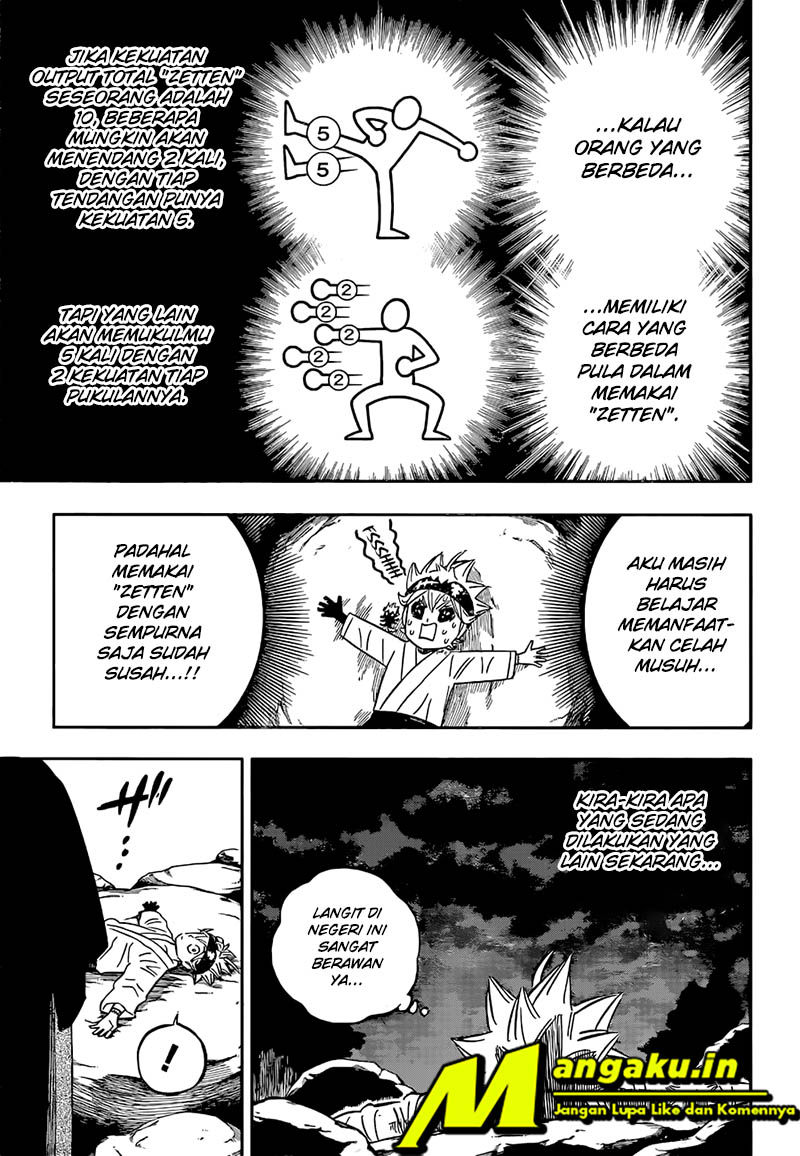 ...KALAU
ORANG YANG
BERBEDA...
JIKA KEKUATAN
OUTPUT TOTAL "ZETTEN"
SESEORANG ADALAH
10, BEBERAPA
MUNGKIN AKAN
MENENDANG 2 KALI,
DENGAN TIAP
TENDANGAN PUNYA
KEKUATAN 5.
5
5
...MEMILIKI
CARA YANG
BERBEDA
PULA DALAM
MEMAKAI
"ZETTEN".
TAPI YANG LAIN
AKAN MEMUKULMU
5 KALI DENGAN
2 KEKUATAN TIAP
PUKULANNYA.
2
2
2
2
2
AKU MASIH
HARUS
BELAJAR
MEMANFAAT-
KAN CELAH
MUSUH...
FSSSHHH
PADAHAL
MEMAKAI
"ZETTEN"
DENGAN
SEMPURNA
SAJA SUDAH
SUSAH...!!
KIRA-KIRA APA
YANG SEDANG
DILAKUKAN YANG
LAIN SEKARANG...
LANGIT DI
NEGERI INI
SANGAT
BERAWAN
YA...
ザ
!
Mangaku.in
Jangan Lupa Like dan Komennya